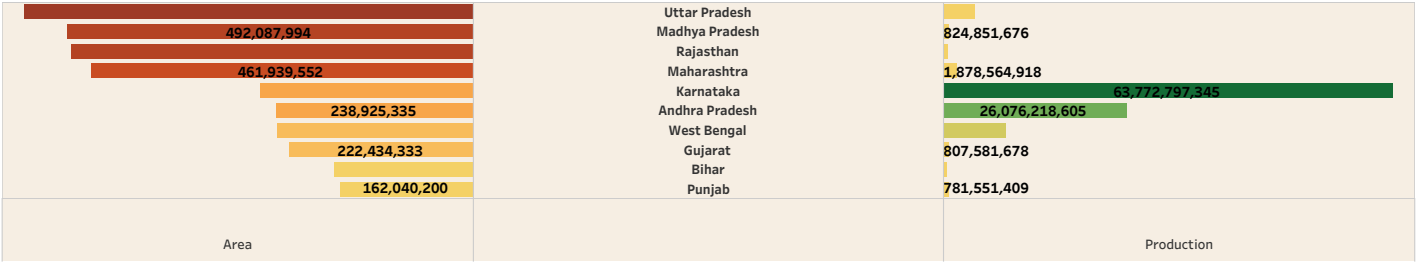 Uttar Pradesh
492,087,994 Madhya Pradesh 824,851,676
Rajasthan
461,939,552 Maharashtra 1,878,564,918
Karnataka 63,772,797,345
238,925,335 Andhra Pradesh 26,076,218,605
West Bengal
222,434,333 Gujarat 807,581,678
Bihar
162,040,200 Punjab 781,551,409
Area Production